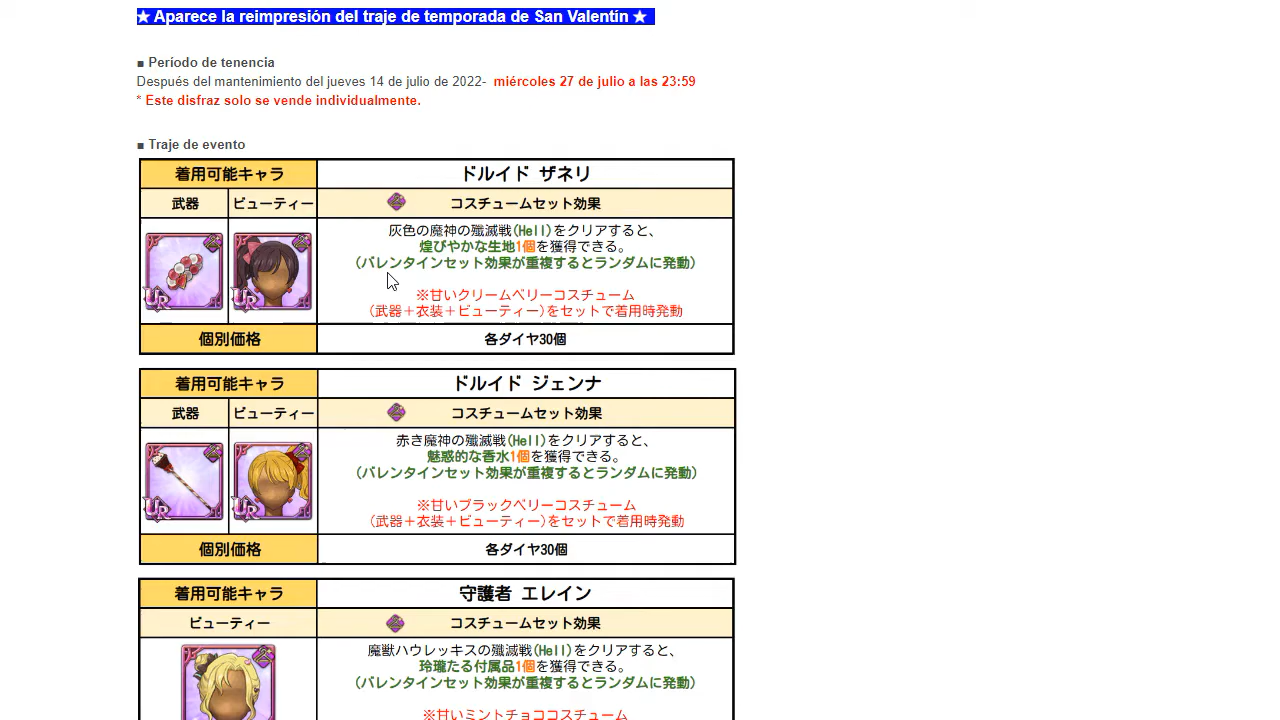 ★ Aparece la reimpresión del traje de temporada de San Valentín ★
■ Período de tenencia
Después del mantenimiento del jueves 14 de julio de 2022- miércoles 27 de julio a las 23:59
* Este disfraz solo se vende individualmente.
■ Traje de evento
着用可能キャラ ドルイド ザネリ
武器 ビューティー コスチュームセット効果
灰色の魔神の殲滅戦(Hell)をクリアすると、
煌びやかな生地1個を獲得できる。
(バレンタインセット効果が重複するとランダムに発動)
UR UR
※甘いクリームベリーコスチューム
(武器＋衣装＋ビューティー)をセットで着用時発動
個別価格 各ダイヤ30個
着用可能キャラ ドルイド ジェンナ
武器 ビューティー コスチュームセット効果
赤き魔神の殲滅戦(Hell)をクリアすると、
魅惑的な香水1個を獲得できる。
(バレンタインセット効果が重複するとランダムに発動)
UR UR
※甘いブラックベリーコスチューム
(武器＋衣装＋ビューティー)をセットで着用時発動
個別価格 各ダイヤ30個
着用可能キャラ 守護者 エレイン
ビューティー コスチュームセット効果
魔獣ハウレッキスの殲滅戦(Hell)をクリアすると、
玲瓏たる付属品1個を獲得できる。
(バレンタインセット効果が重複するとランダムに発動)
※甘いミントチョココスチューム